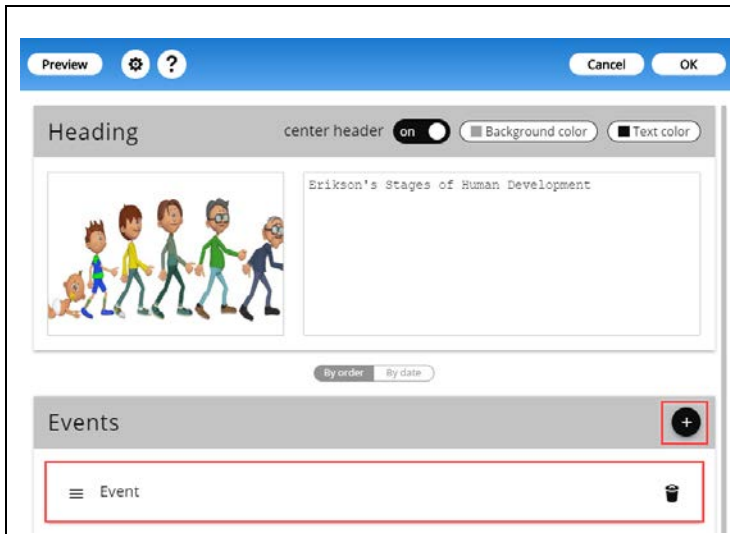 Preview ? Cancel OK
Heading center header on Background color Text color
Erikson's Stages of Human Development
By order By date
Events +
Event